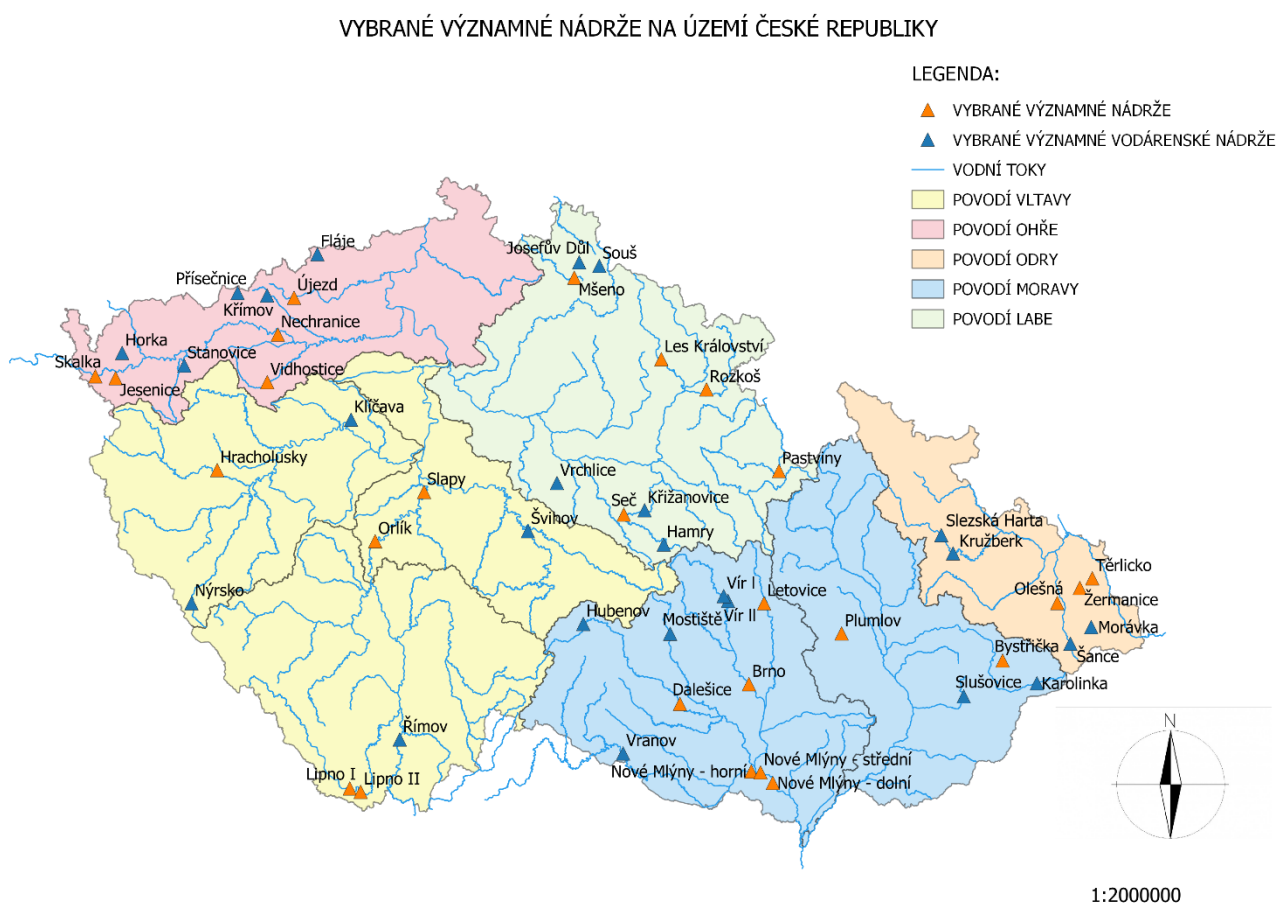 VYBRANÉ VÝZNAMNÉ NÁDRŽE NA ÚZEMÍ ČESKÉ REPUBLIKY
LEGENDA:
VYBRANÉ VÝZNAMNÉ NÁDRŽE
VYBRANÉ VÝZNAMNÉ VODÁRENSKÉ NÁDRŽE
VODNÍ TOKY
POVODÍ VLTAVY
POVODÍ OHŘE
POVODÍ ODRY
POVODÍ MORAVY
POVODÍ LABE
Fláje
Josefův Důl
Souš
Přísečnice
Újezd
Mšeno
Křímov
Nechranice
Horka
Stanovice
Les Království
Skalka
Jesenice
Vidhostice
Rozkoš
Klíčava
Hracholusky
Slapy
Vrchlice
Pastviny
Seč
Křižanovice
Orlík
Švihov
Hamry
Slezská Harta
Kružberk
Těrlicko
Nýrsko
Vír I
Letovice
Olešná
Žermanice
Hubenov
Mostiště
Vír II
Plumlov
Morávka
Bystřička
Šance
Brno
Dalešice
Slušovice
Karolinka
Římov
Vranov
Nové Mlýny - střední
Nové Mlýny - horní
Lipno I
Lipno II
Nové Mlýny - dolní
N
1:2000000